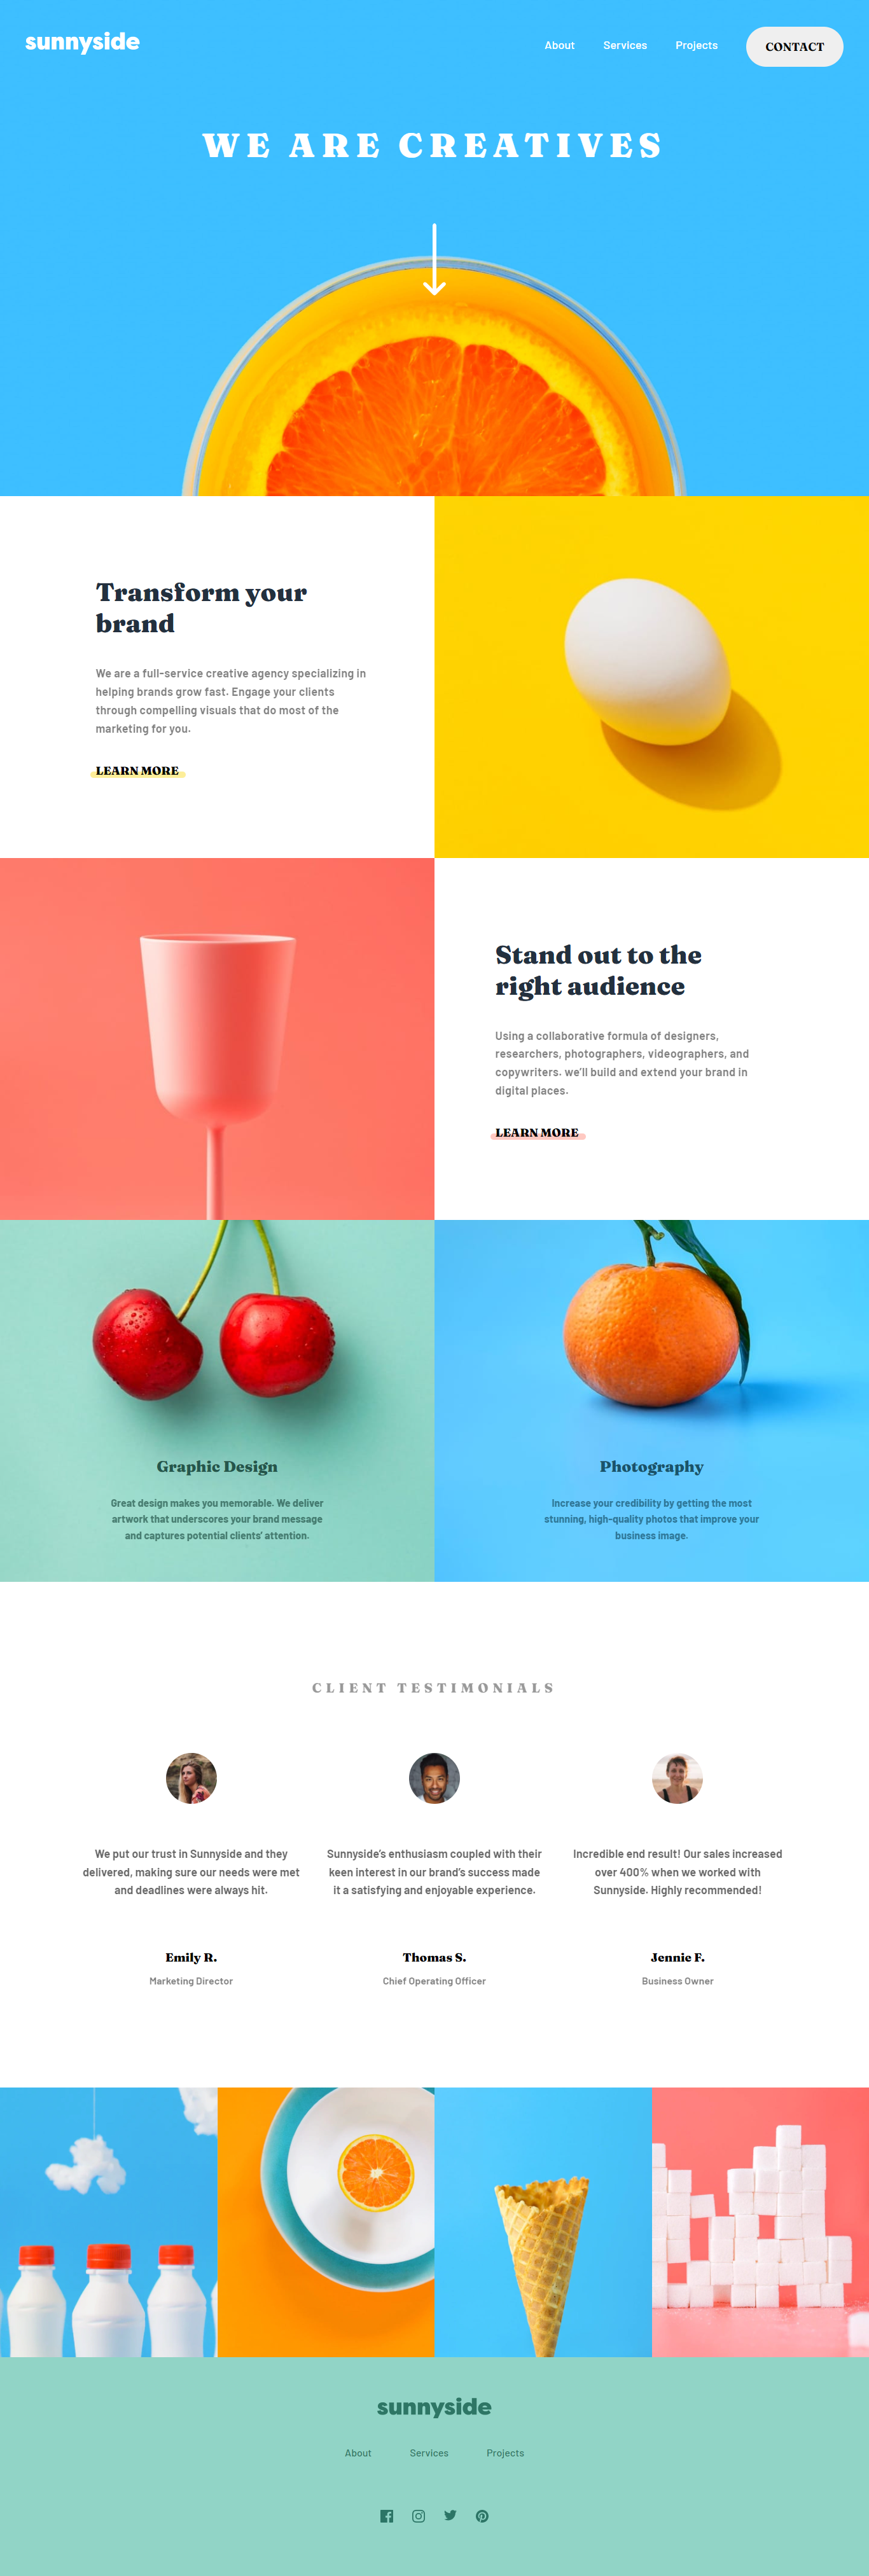 sunnyside
About Services Projects CONTACT
WE ARE CREATIVES
Transform your
brand
We are a full-service creative agency specializing in
helping brands grow fast. Engage your clients
through compelling visuals that do most of the
marketing for you.
LEARN MORE
Stand out to the
right audience
Using a collaborative formula of designers,
researchers, photographers, videographers, and
copywriters. we'll build and extend your brand in
digital places.
LEARN MORE
Graphic Design
Great design makes you memorable. We deliver
artwork that underscores your brand message
and captures potential clients' attention.
Photography
Increase your credibility by getting the most
stunning, high-quality photos that improve your
business image.
CLIENT TESTIMONIALS
We put our trust in Sunnyside and they
delivered, making sure our needs were met
and deadlines were always hit.
Emily R.
Marketing Director
Sunnyside's enthusiasm coupled with their
keen interest in our brand's success made
it a satisfying and enjoyable experience.
Thomas S.
Chief Operating Officer
Incredible end result! Our sales increased
over 400% when we worked with
Sunnyside. Highly recommended!
Jennie F.
Business Owner
sunnyside
About Services Projects